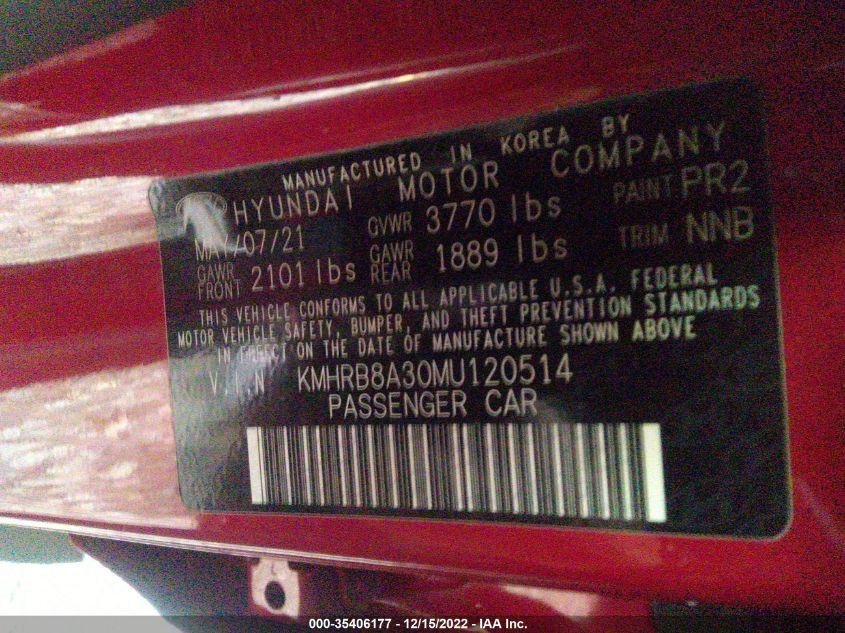 MANUFACTURED IN KOREA BY
HYUNDAI MOTOR COMPANY
MAY/07/21 GVWR 3770 lbs PAINT PR2
GAWR FRONT 2101 lbs GAWR REAR 1889 lbs TRIM NNB
THIS VEHICLE CONFORMS TO ALL APPLICABLE U.S.A. FEDERAL
MOTOR VEHICLE SAFETY, BUMPER, AND THEFT PREVENTION STANDARDS
IN EFFECT ON THE DATE OF MANUFACTURE SHOWN ABOVE
V.I.N KMHRB8A30MU120514
PASSENGER CAR
000-35406177 - 12/15/2022 - IAA Inc.